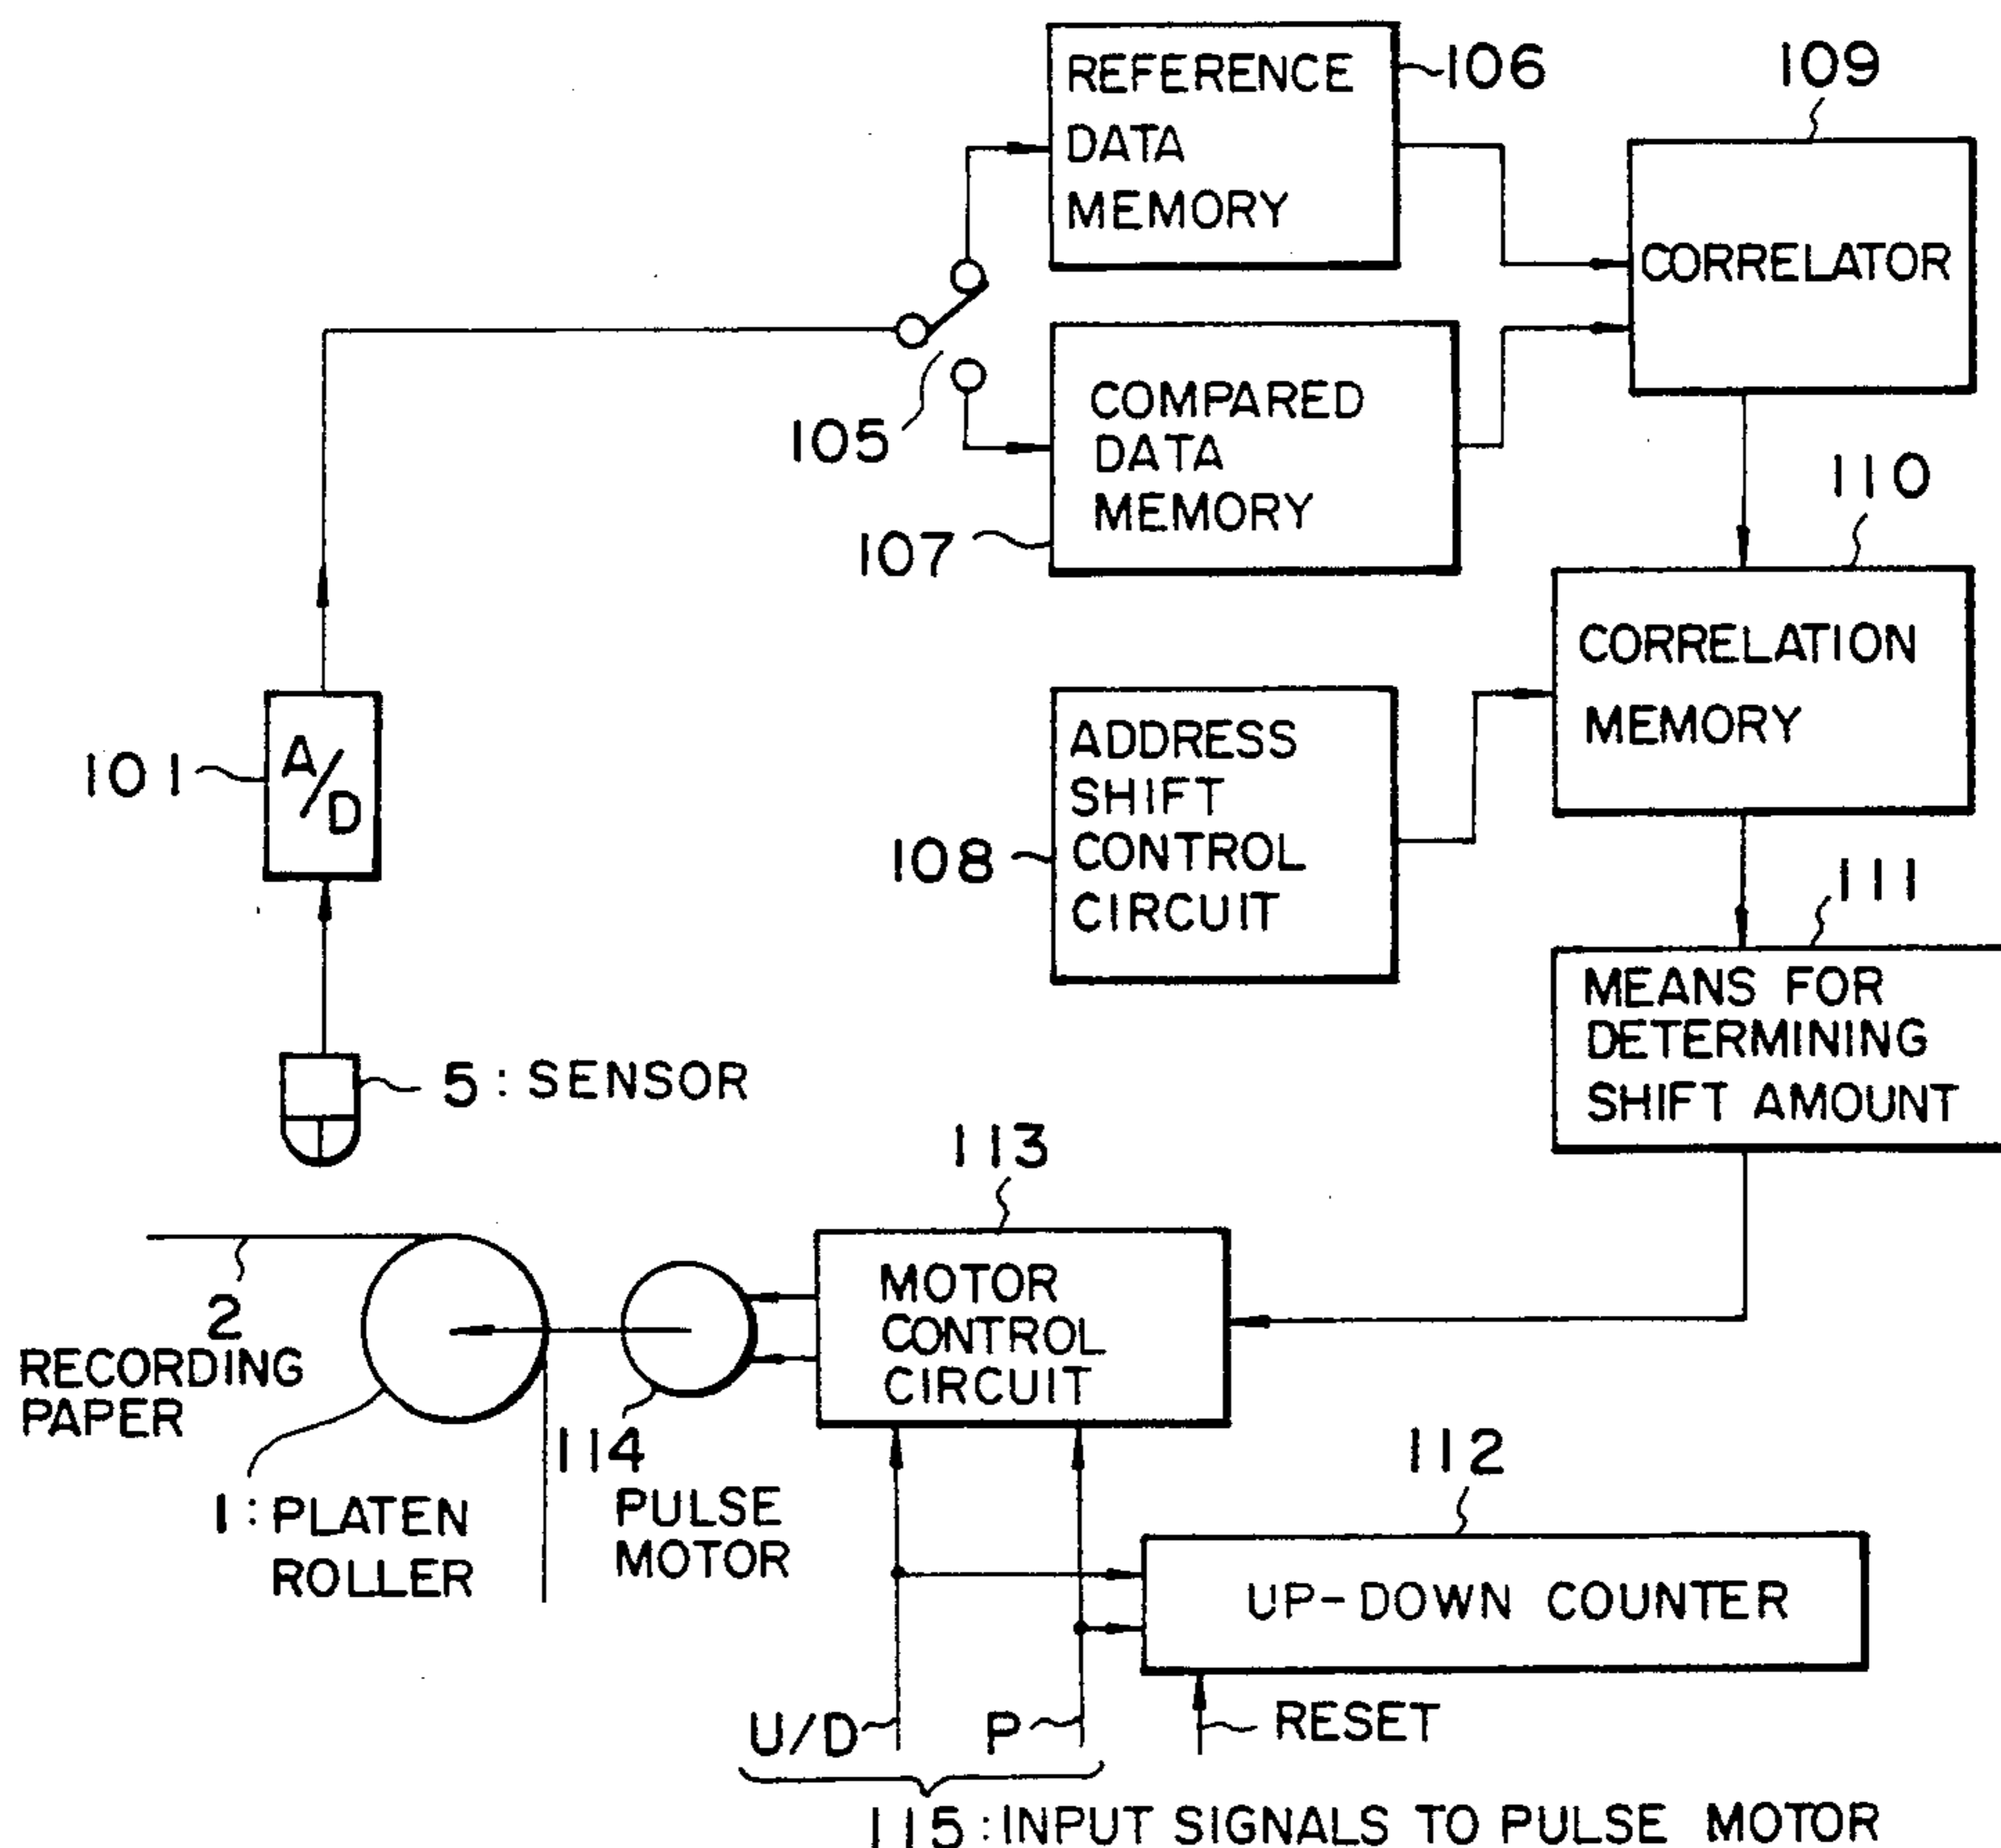 REFERENCE
DATA
MEMORY
106
109
CORRELATOR
105
COMPARED
DATA
MEMORY
107
110
CORRELATION
MEMORY
101
A/D
ADDRESS
SHIFT
CONTROL
CIRCUIT
108
111
MEANS FOR
DETERMINING
SHIFT AMOUNT
5 : SENSOR
113
MOTOR
CONTROL
CIRCUIT
2
RECORDING
PAPER
114
PULSE
MOTOR
1 : PLATEN
ROLLER
112
UP-DOWN COUNTER
U/D
P
RESET
115 : INPUT SIGNALS TO PULSE MOTOR